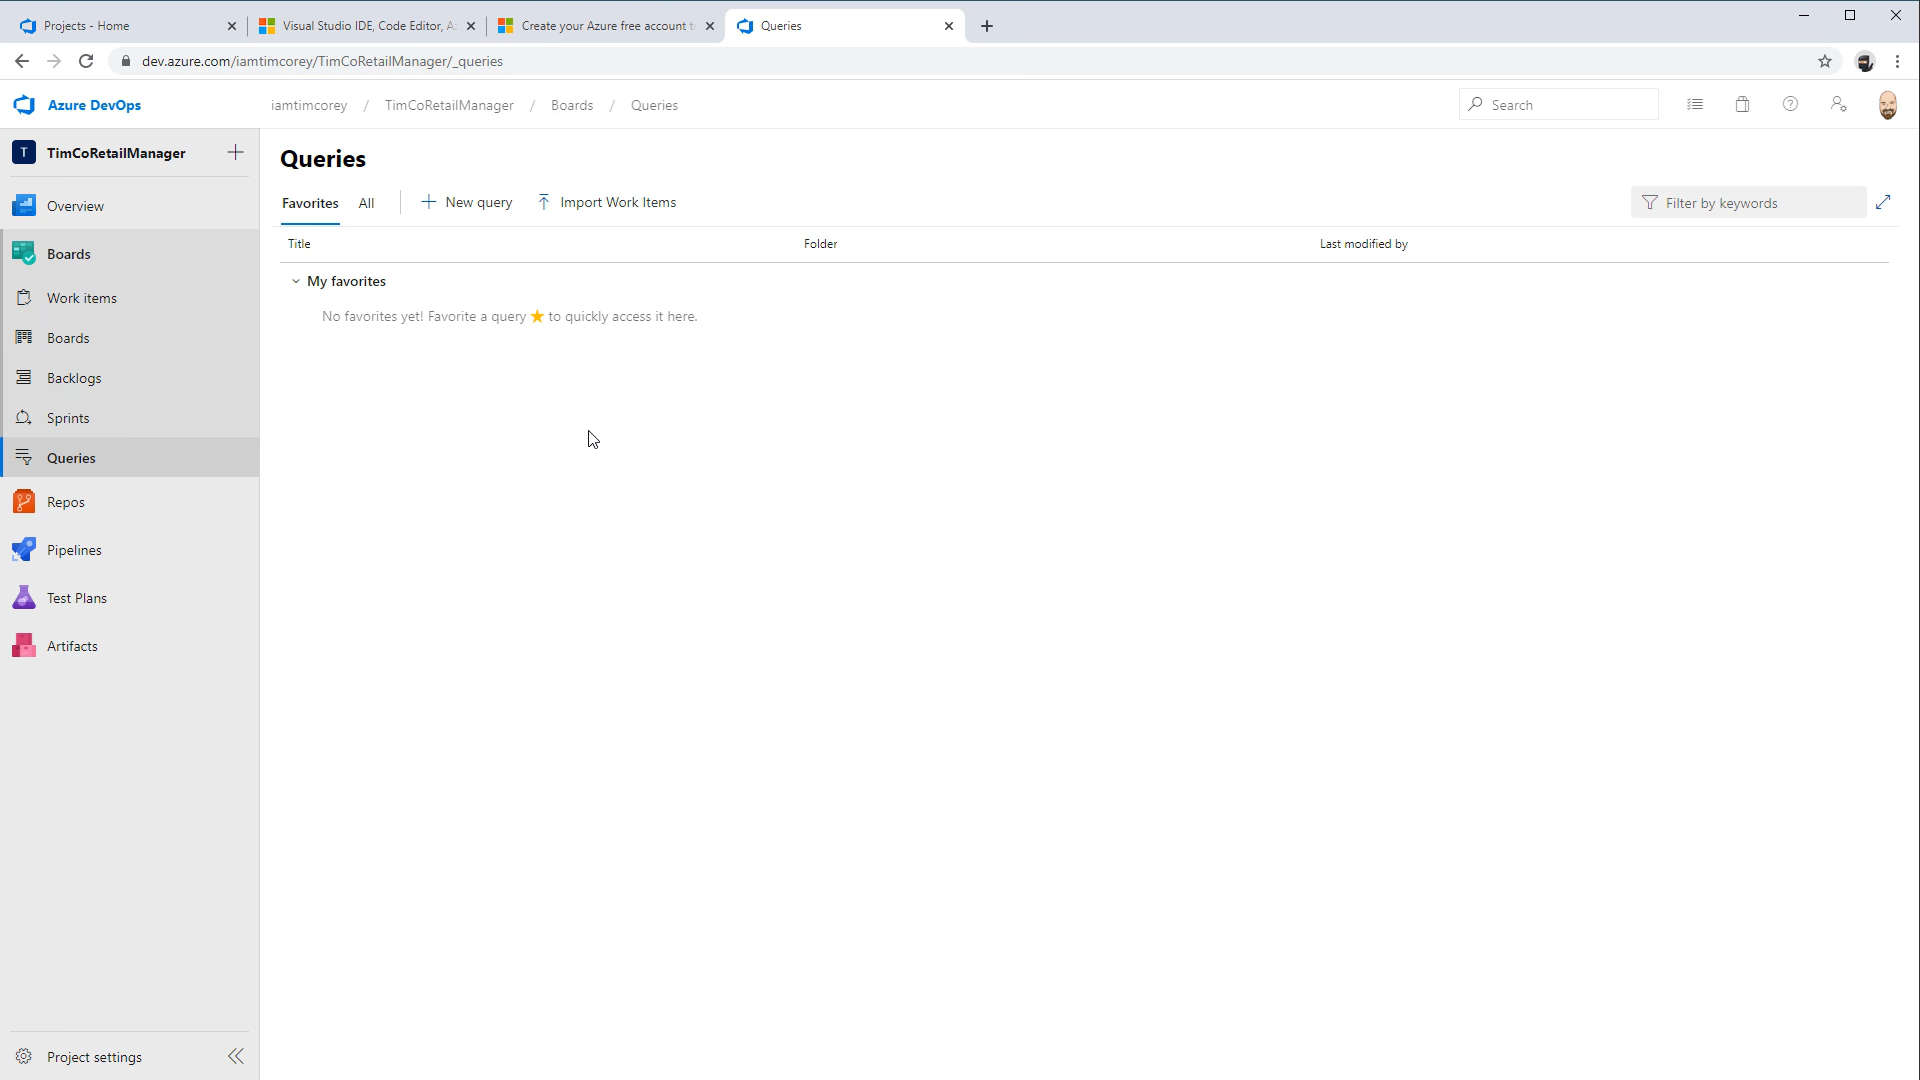 Projects - Home
Visual Studio IDE, Code Editor, A
Create your Azure free account t
Queries
dev.azure.com/iamtimcorey/TimCoRetailManager/_queries
Azure DevOps
iamtimcorey / TimCoRetailManager / Boards / Queries
Search
T TimCoRetailManager
Overview
Boards
Work items
Boards
Backlogs
Sprints
Queries
Repos
Pipelines
Test Plans
Artifacts
Project settings
Queries
Favorites All New query Import Work Items
Filter by keywords
Title Folder Last modified by
My favorites
No favorites yet! Favorite a query ★ to quickly access it here.